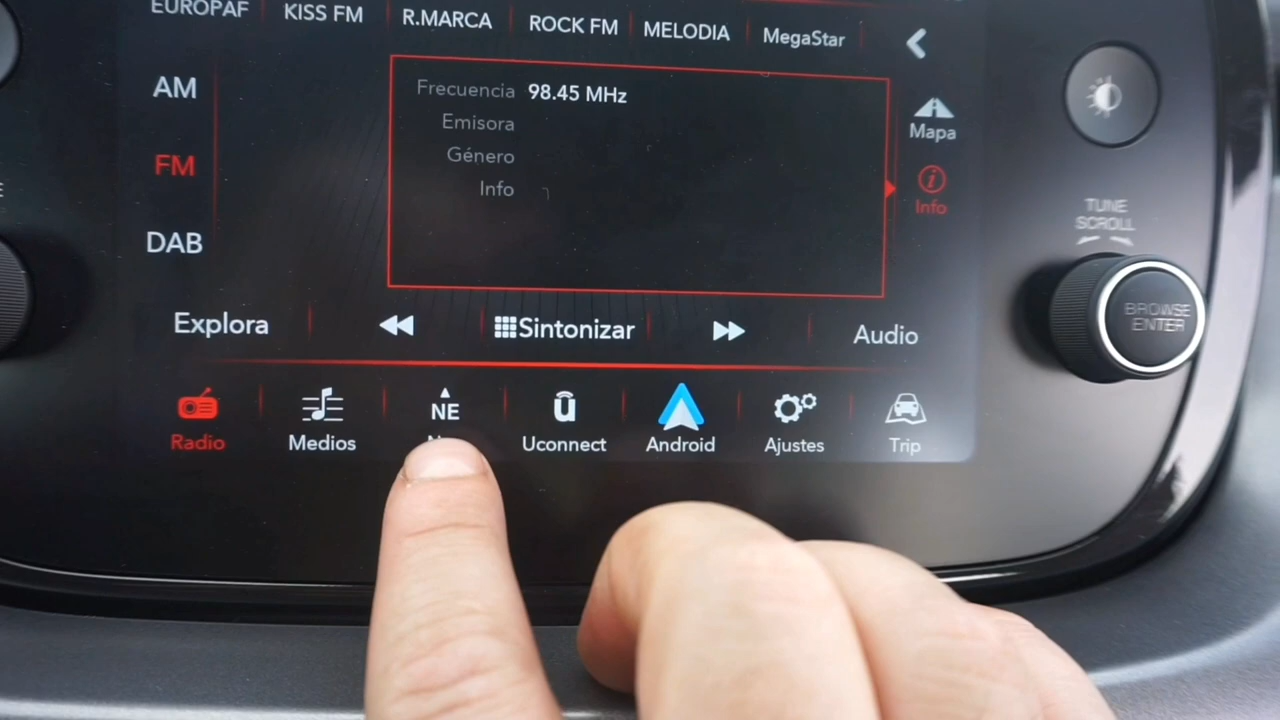 EUROPAF KISS FM R.MARCA ROCK FM MELODIA MegaStar
AM
FM
DAB
Frecuencia 98.45 MHz
Emisora
Género
Info
Mapa
Info
TUNE
SCROLL
BROWSE
ENTER
Explora Sintonizar Audio
NE
Radio Medios Uconnect Android Ajustes Trip